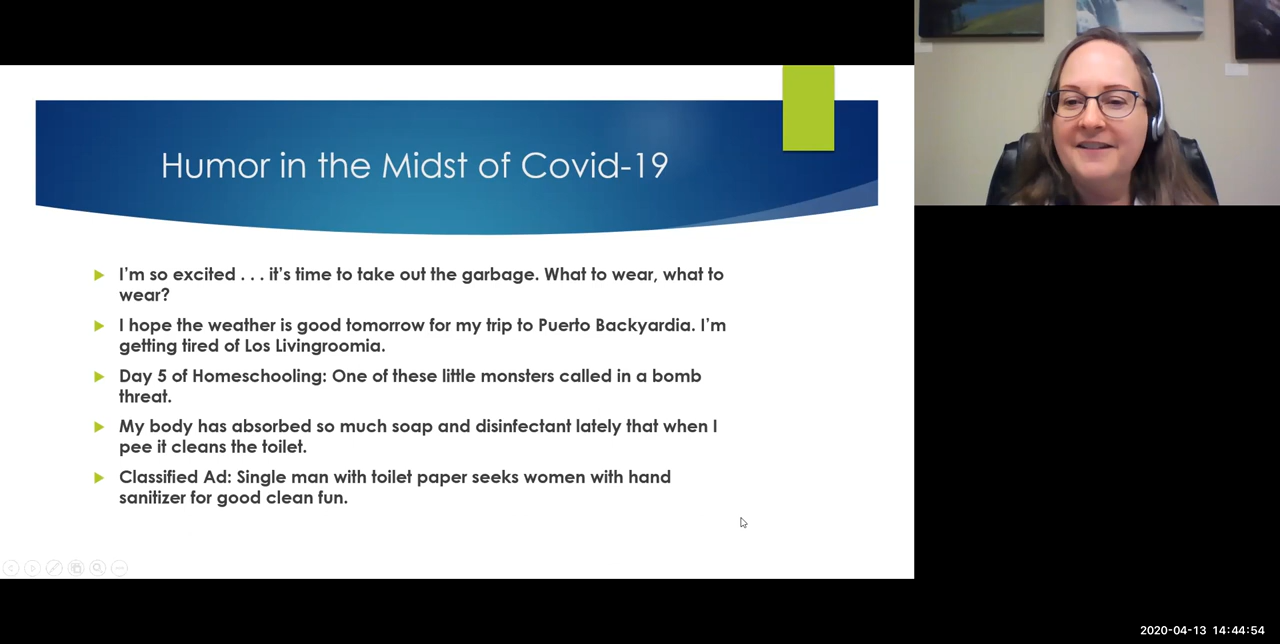 Humor in the Midst of Covid-19
I'm so excited . . . it's time to take out the garbage. What to wear, what to
wear?
I hope the weather is good tomorrow for my trip to Puerto Backyardia. I'm
getting tired of Los Livingroomia.
Day 5 of Homeschooling: One of these little monsters called in a bomb
threat.
My body has absorbed so much soap and disinfectant lately that when I
pee it cleans the toilet.
Classified Ad: Single man with toilet paper seeks women with hand
sanitizer for good clean fun.
2020-04-13 14:44:54